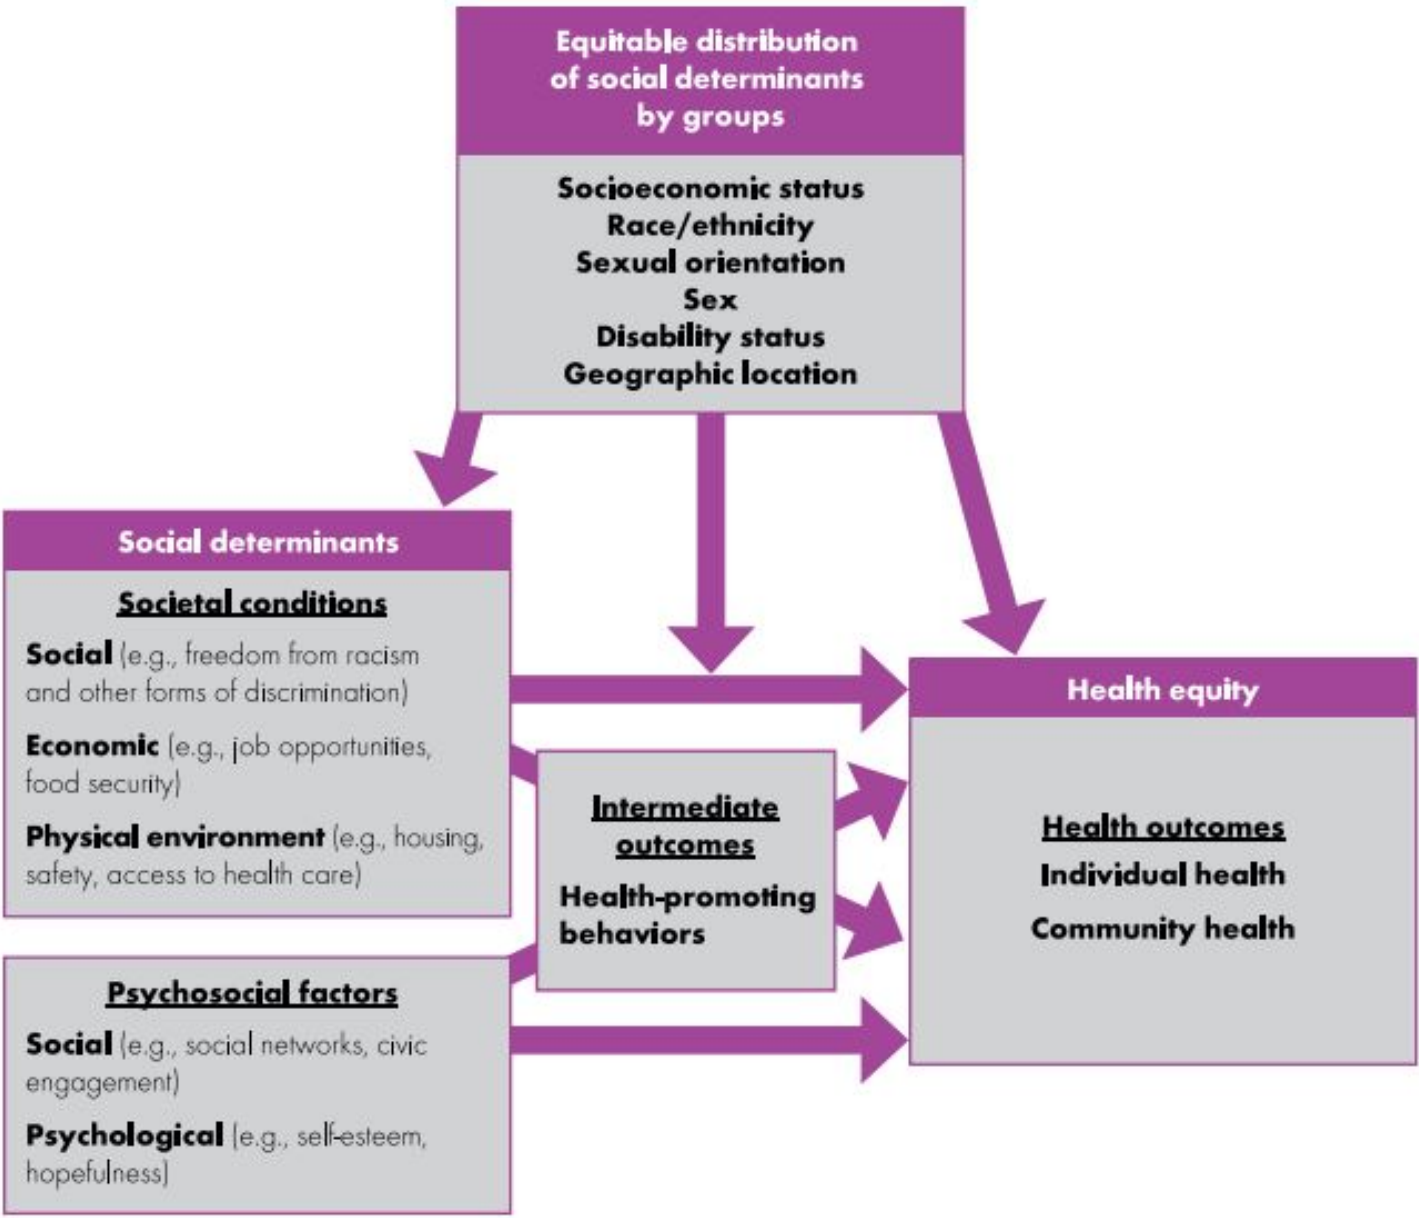 Equitable distribution
of social determinants
by groups
Socioeconomic status
Race/ethnicity
Sexual orientation
Sex
Disability status
Geographic location
Social determinants
Societal conditions
Social (e.g., freedom from racism
and other forms of discrimination)
Economic (e.g., job opportunities,
food security)
Physical environment (e.g., housing,
safety, access to health care)
Psychosocial factors
Social (e.g., social networks, civic
engagement)
Psychological (e.g., self-esteem,
hopefulness)
Intermediate
outcomes
Health-promoting
behaviors
Health equity
Health outcomes
Individual health
Community health